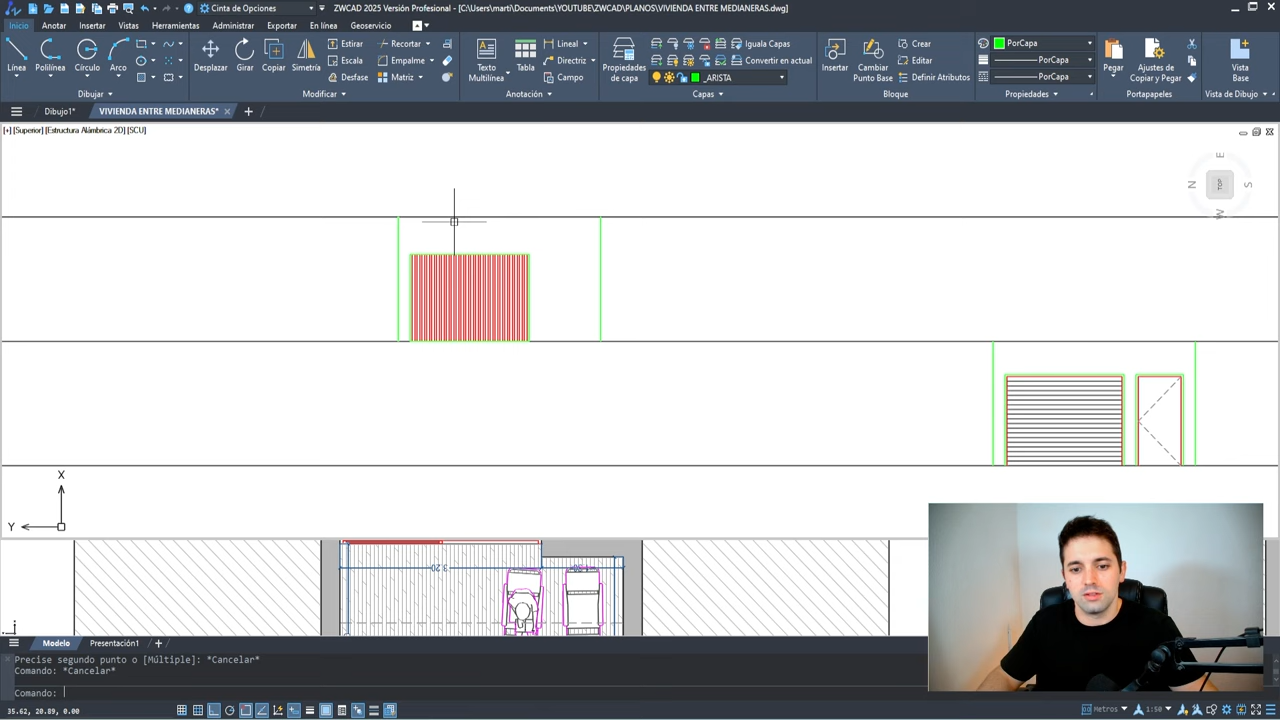 Cinta de Opciones
ZWCAD 2025 Versión Profesional - [C:\Users\marti\Documents\YOUTUBE\ZWCAD\PLANOS\VIVIENDA ENTRE MEDIANERAS.dwg]
Inicio Anotar Insertar Vistas Herramientas Administrar Exportar En línea Geoservicio
Línea Polilínea Círculo Arco
Dibujar
Desplazar Girar Copiar Simetría
Estirar Recortar
Escala Empalme
Desfase Matriz
Modificar
Texto Multilínea Tabla
Lineal
Directriz
Campo
Anotación
Propiedades de capa
Iguala Capas
Convertir en actual
_ARISTA
Capas
Insertar Cambiar Punto Base
Crear
Editar
Definir Atributos
Bloque
PorCapa
PorCapa
PorCapa
Propiedades
Pegar Ajustes de Copiar y Pegar
Portapapeles
Vista Base
Vista de Dibujo
Dibujo1* VIVIENDA ENTRE MEDIANERAS*
[+] [Superior] [Estructura Alámbrica 2D] [SCU]
E
N TOP S
W
X
Y
3.20
Modelo Presentación1
Precise segundo punto o [Múltiple]: *Cancelar*
Comando: *Cancelar*
Comando:
35.62, 20.89, 0.00
Metros 1:50